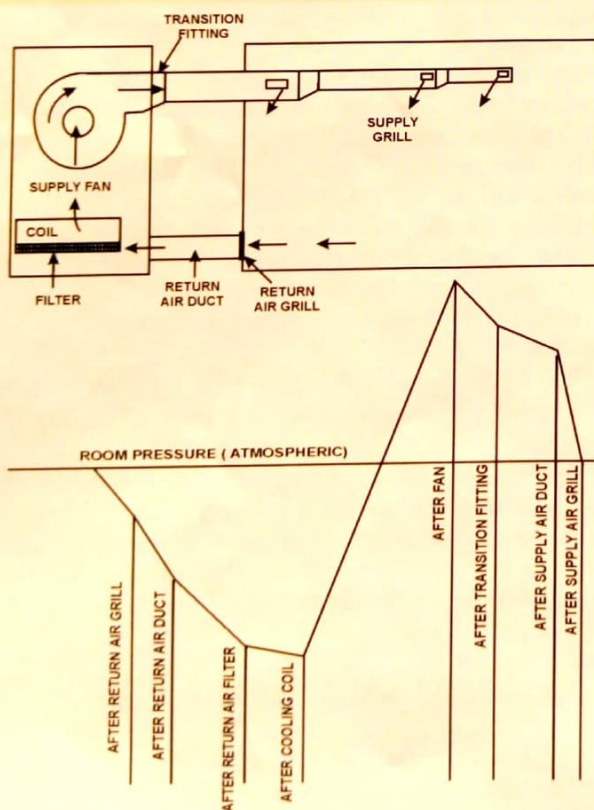 TRANSITION
FITTING
SUPPLY
GRILL
SUPPLY FAN
COIL
FILTER
RETURN
AIR DUCT
RETURN
AIR GRILL
ROOM PRESSURE ( ATMOSPHERIC)
AFTER RETURN AIR GRILL
AFTER RETURN AIR DUCT
AFTER RETURN AIR FILTER
AFTER COOLING COIL
AFTER FAN
AFTER TRANSITION FITTING
AFTER SUPPLY AIR DUCT
AFTER SUPPLY AIR GRILL